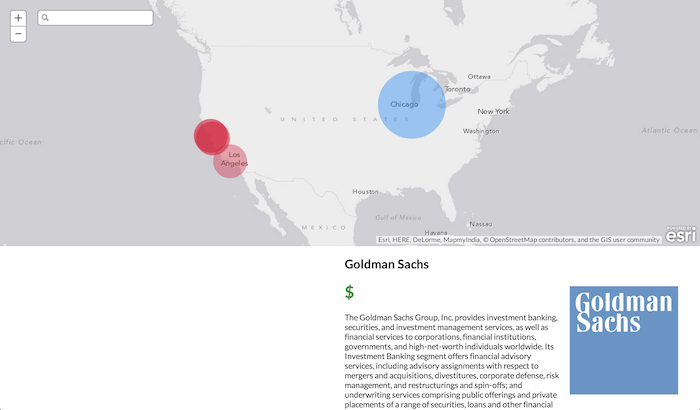 +
−
Ottawa
Toronto
Chicago
New York
UNITED STATES
Washington
cific Ocean
Atlantic Ocean
Los
Angeles
Houston
Gulf of Mexico
MEXICO
Nassau
Havana
Esri, HERE, DeLorme, MapmyIndia, © OpenStreetMap contributors, and the GIS user community
POWERED BY
esri
Goldman Sachs
$
The Goldman Sachs Group, Inc. provides investment banking,
securities, and investment management services, as well as
financial services to corporations, financial institutions,
governments, and high-net-worth individuals worldwide. Its
Investment Banking segment offers financial advisory
services, including advisory assignments with respect to
mergers and acquisitions, divestitures, corporate defense, risk
management, and restructurings and spin-offs; and
underwriting services comprising public offerings and private
placements of a range of securities, loans and other financial
Goldman
Sachs